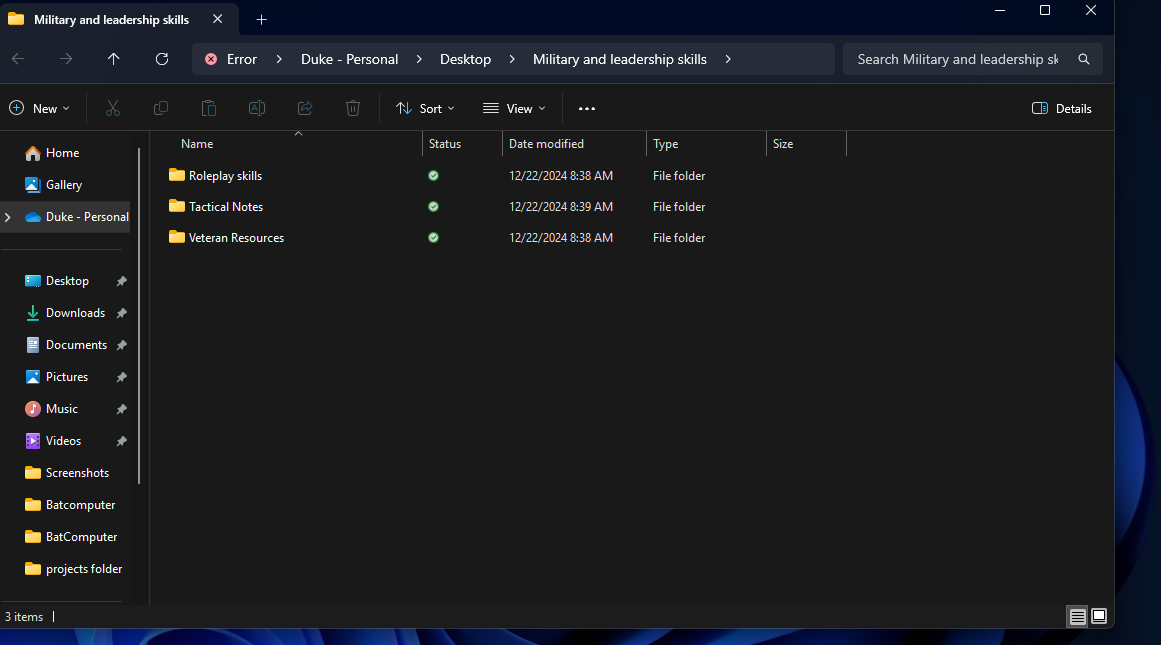 Military and leadership skills
Error > Duke - Personal > Desktop > Military and leadership skills >
Search Military and leadership sk
New
Sort
View
Details
Name Status Date modified Type Size
Home
Gallery
Duke - Personal
Desktop
Downloads
Documents
Pictures
Music
Videos
Screenshots
Batcomputer
BatComputer
projects folder
Roleplay skills 12/22/2024 8:38 AM File folder
Tactical Notes 12/22/2024 8:39 AM File folder
Veteran Resources 12/22/2024 8:38 AM File folder
3 items